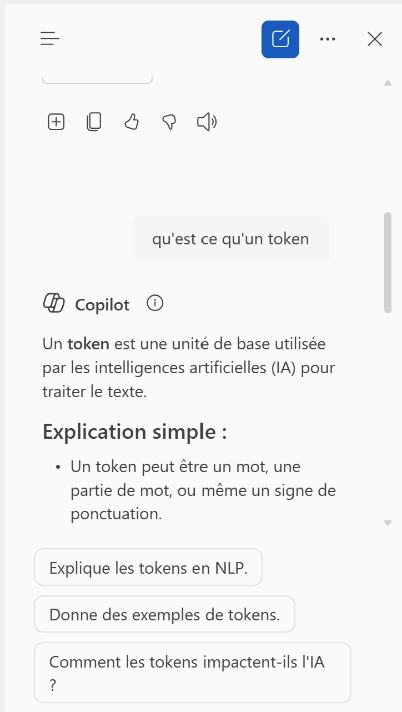 qu'est ce qu'un token
Copilot
Un token est une unité de base utilisée
par les intelligences artificielles (IA) pour
traiter le texte.
Explication simple :
• Un token peut être un mot, une
partie de mot, ou même un signe de
ponctuation.
Explique les tokens en NLP.
Donne des exemples de tokens.
Comment les tokens impactent-ils l'IA
?